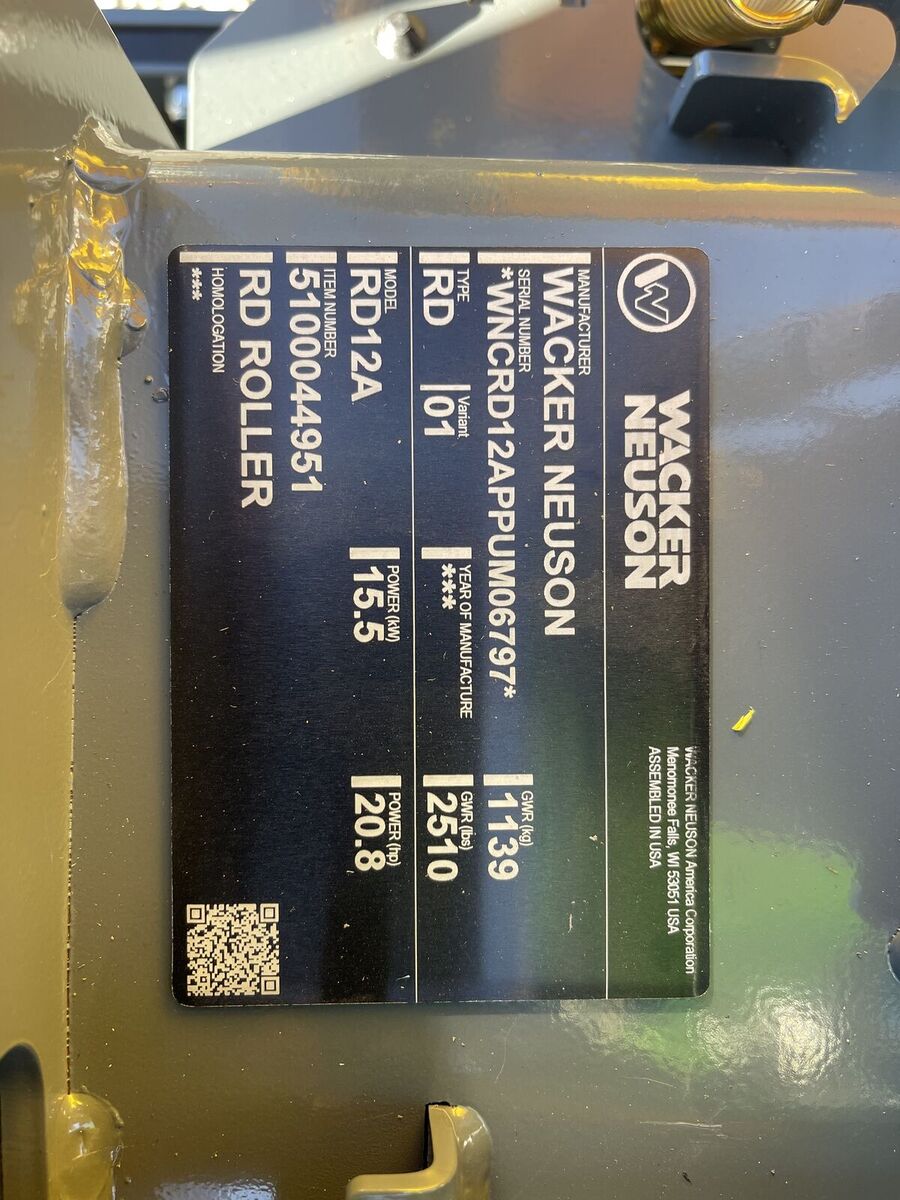 W
WACKER
NEUSON
WACKER NEUSON America Corporation
Menomonee Falls, WI 53051 USA
ASSEMBLED IN USA
MANUFACTURER
WACKER NEUSON
SERIAL NUMBER
*WNCRD12APPUM06797*
GWR (kg)
1139
TYPE
RD
Variant
01
YEAR OF MANUFACTURE
***
GWR (lbs)
2510
MODEL
RD12A
POWER (kW)
15.5
POWER (hp)
20.8
ITEM NUMBER
5100044951
RD ROLLER
HOMOLOGATION
***